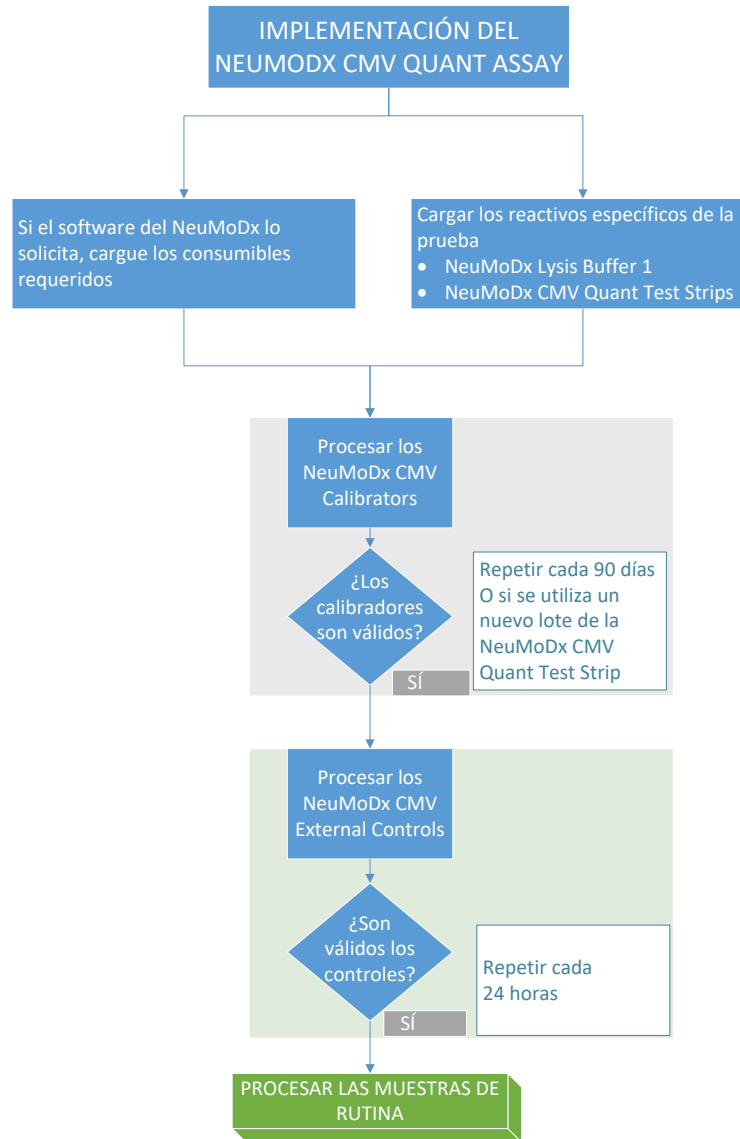 IMPLEMENTACIÓN DEL
NEUMODX CMV QUANT ASSAY
Si el software del NeuMoDx lo
solicita, cargue los consumibles
requeridos
Cargar los reactivos específicos de la
prueba
• NeuMoDx Lysis Buffer 1
• NeuMoDx CMV Quant Test Strips
Procesar los
NeuMoDx CMV
Calibrators
¿Los
calibradores
son válidos?
Repetir cada 90 días
O si se utiliza un
nuevo lote de la
NeuMoDx CMV
Quant Test Strip
SÍ
Procesar los
NeuMoDx CMV
External Controls
¿Son
válidos los
controles?
Repetir cada
24 horas
SÍ
PROCESAR LAS MUESTRAS DE
RUTINA